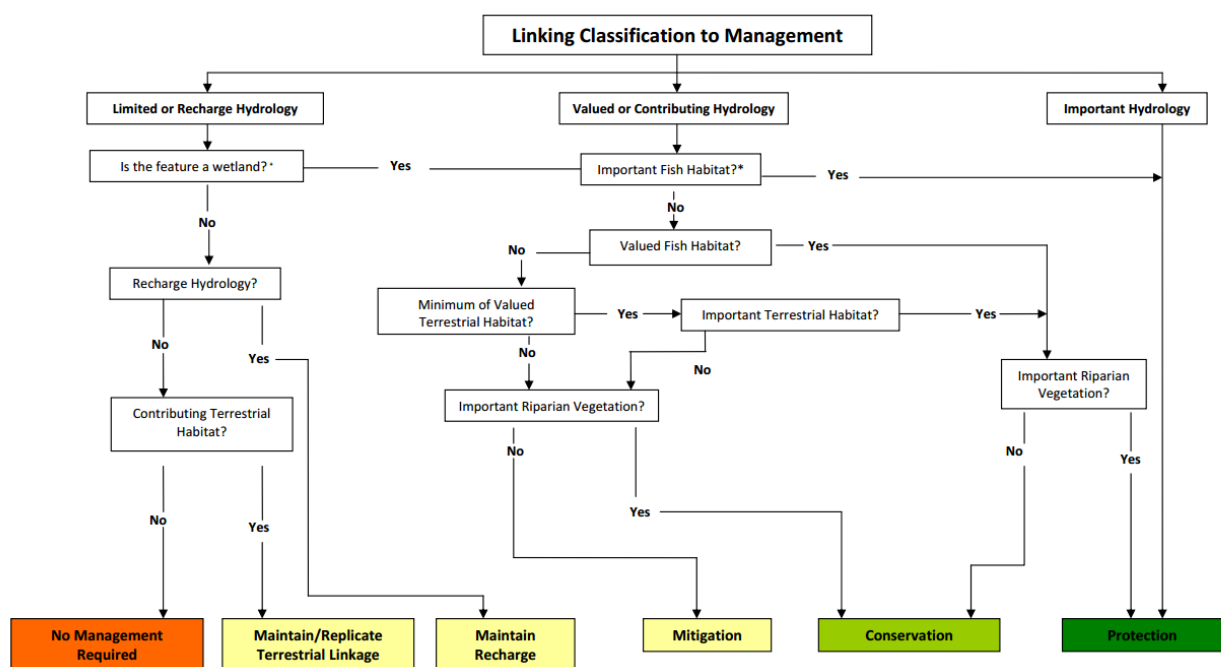 Linking Classification to Management
Limited or Recharge Hydrology
Valued or Contributing Hydrology
Important Hydrology
Is the feature a wetland?⁺
Yes
Important Fish Habitat?*
Yes
No
No
Valued Fish Habitat?
Yes
No
Recharge Hydrology?
Minimum of Valued
Terrestrial Habitat?
Yes
Important Terrestrial Habitat?
Yes
No
Yes
No
No
Important Riparian
Vegetation?
Contributing Terrestrial
Habitat?
Important Riparian Vegetation?
No
No
Yes
No
Yes
No
Yes
No Management
Required
Maintain/Replicate
Terrestrial Linkage
Maintain
Recharge
Mitigation
Conservation
Protection